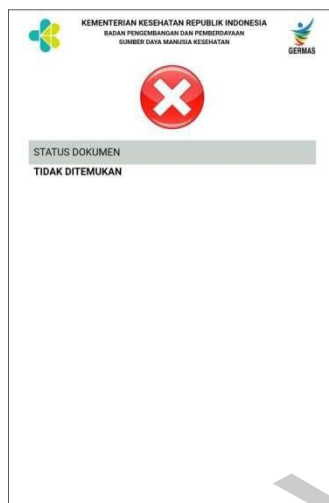 KEMENTERIAN KESEHATAN REPUBLIK INDONESIA
BADAN PENGEMBANGAN DAN PEMBERDAYAAN
SUMBER DAYA MANUSIA KESEHATAN
GERMAS
STATUS DOKUMEN
TIDAK DITEMUKAN